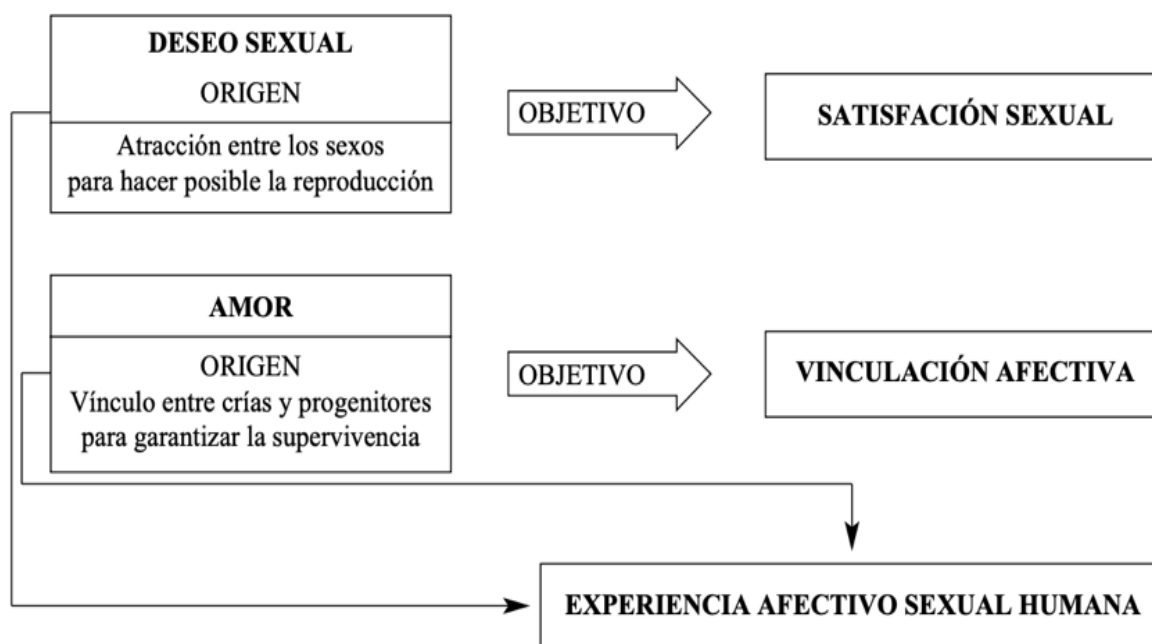 DESEO SEXUAL
ORIGEN
Atracción entre los sexos
para hacer posible la reproducción
OBJETIVO
SATISFACIÓN SEXUAL
AMOR
ORIGEN
Vínculo entre crías y progenitores
para garantizar la supervivencia
OBJETIVO
VINCULACIÓN AFECTIVA
EXPERIENCIA AFECTIVO SEXUAL HUMANA